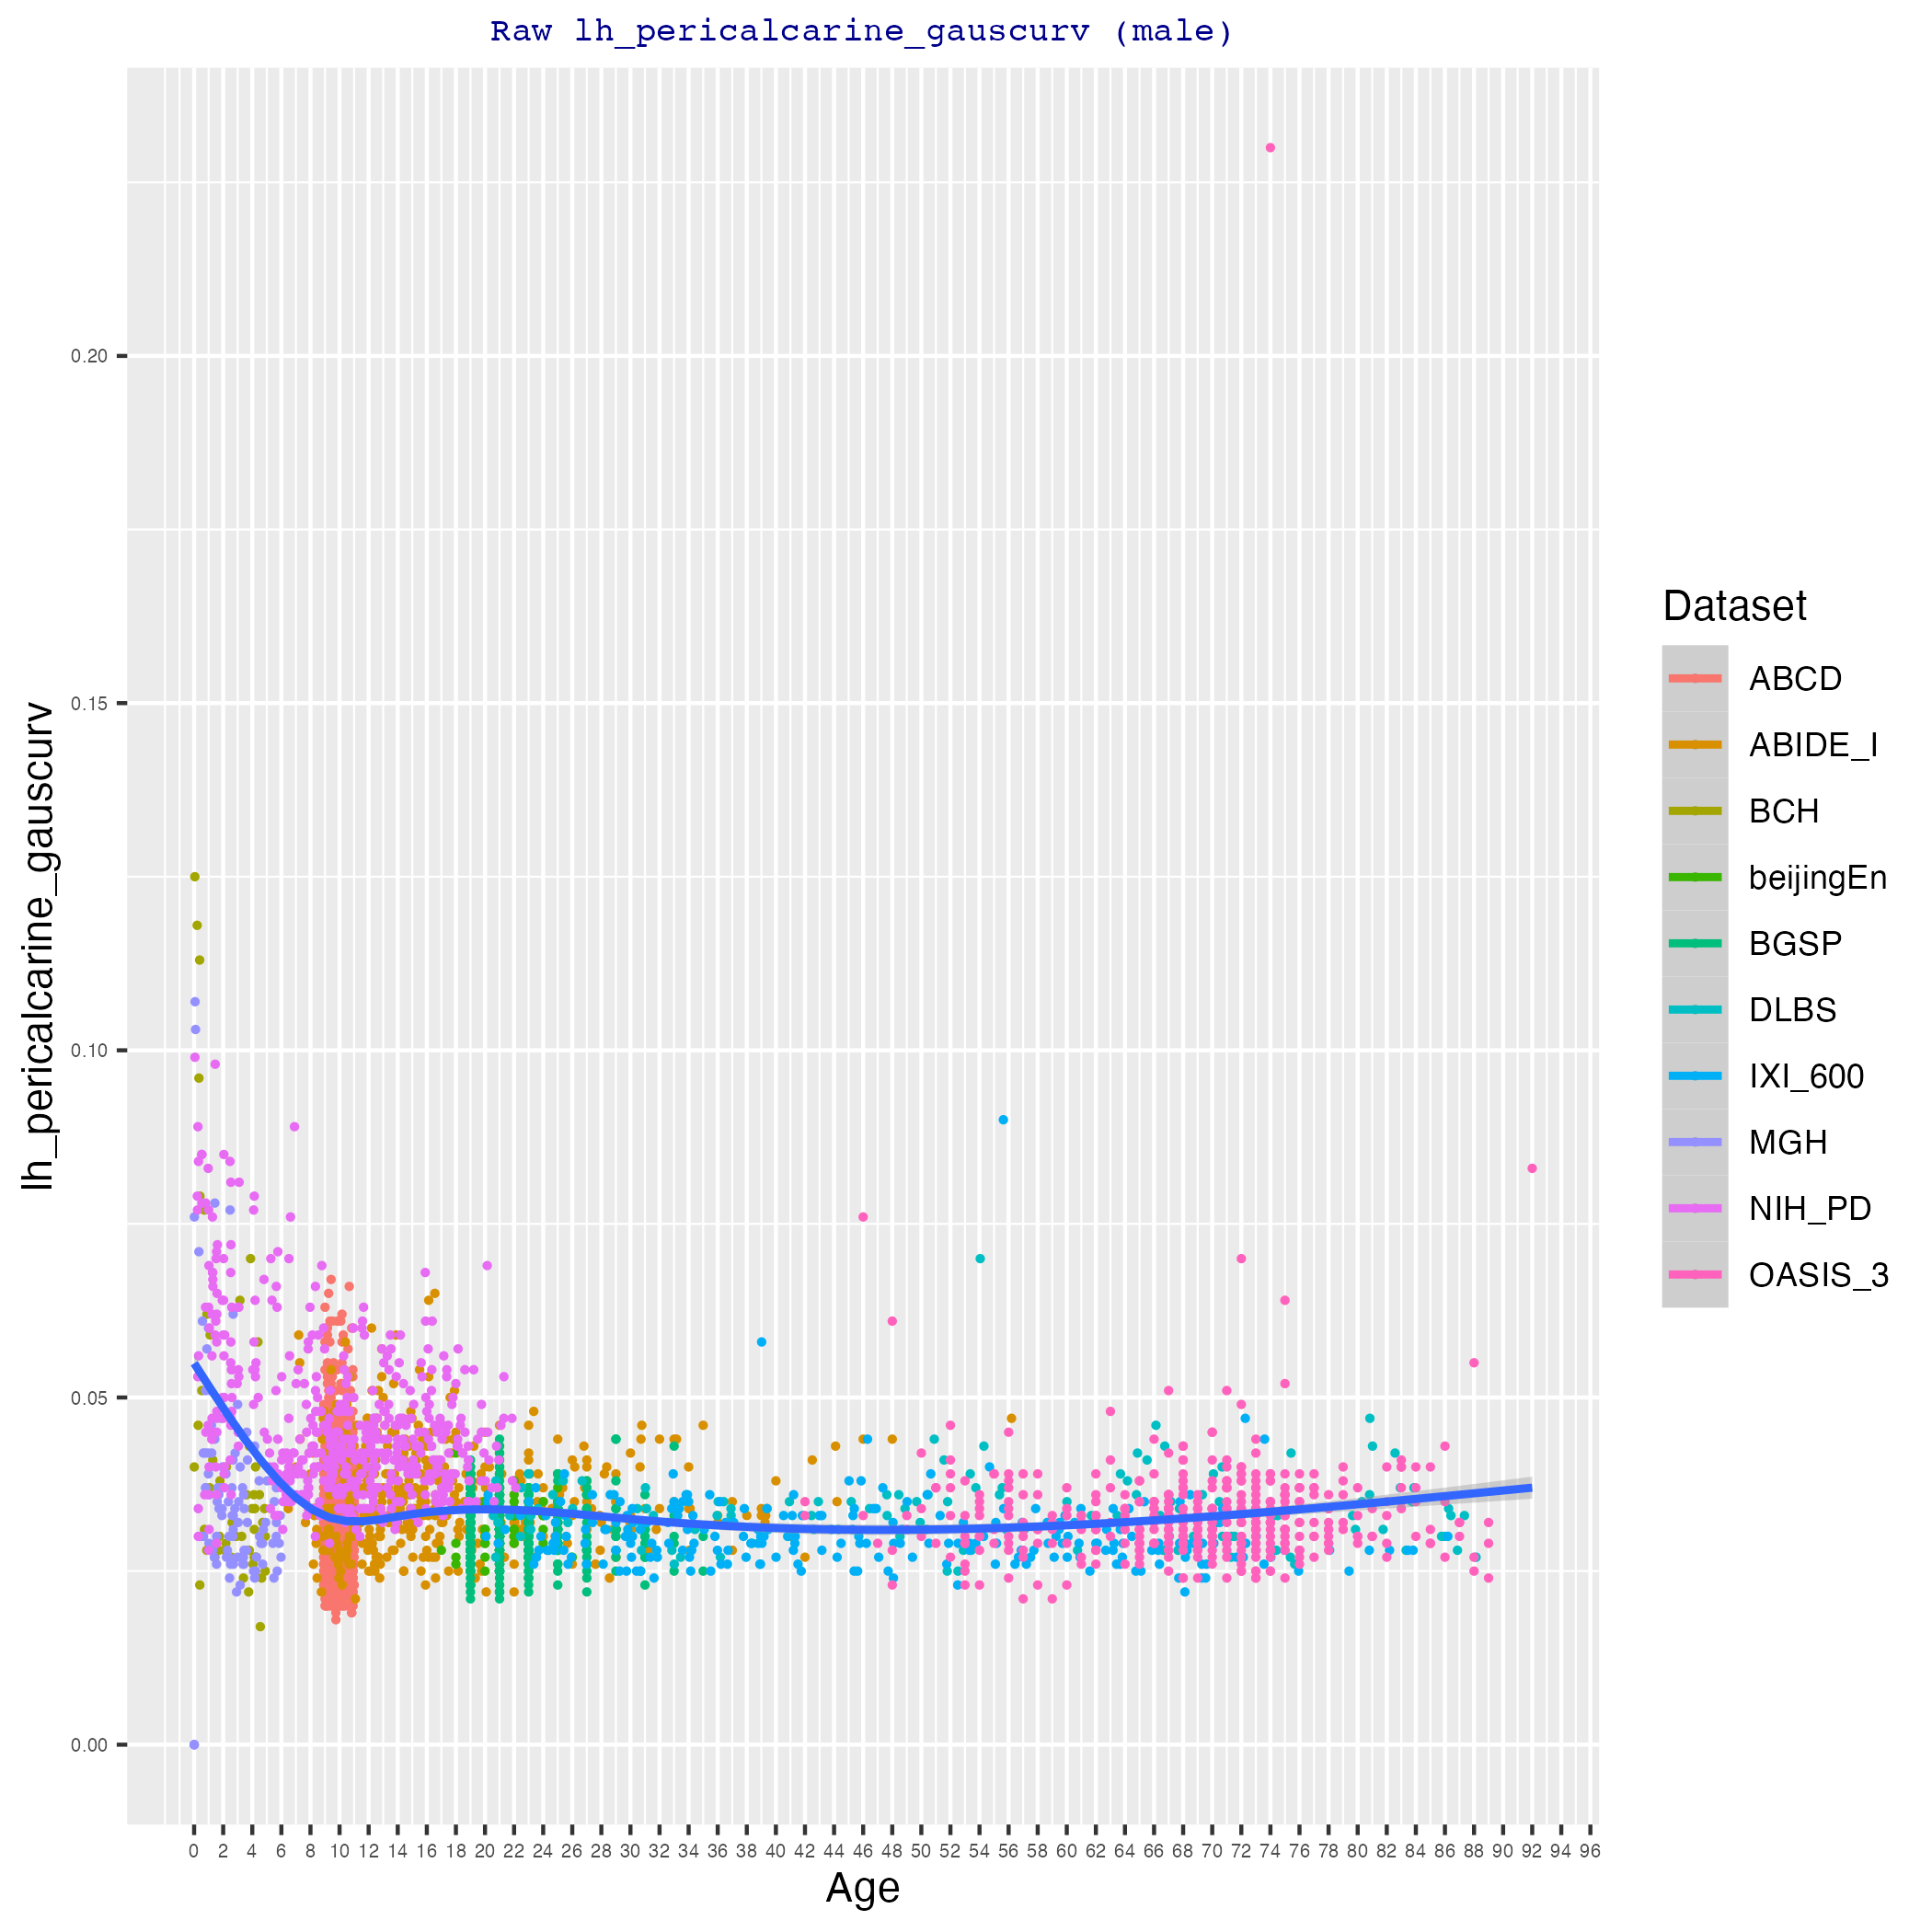 Raw lh_pericalcarine_gauscurv (male)
lh_pericalcarine_gauscurv
0.20
0.15
0.10
0.05
0.00
0 2 4 6 8 10 12 14 16 18 20 22 24 26 28 30 32 34 36 38 40 42 44 46 48 50 52 54 56 58 60 62 64 66 68 70 72 74 76 78 80 82 84 86 88 90 92 94 96
Age
Dataset
ABCD
ABIDE_I
BCH
beijingEn
BGSP
DLBS
IXI_600
MGH
NIH_PD
OASIS_3